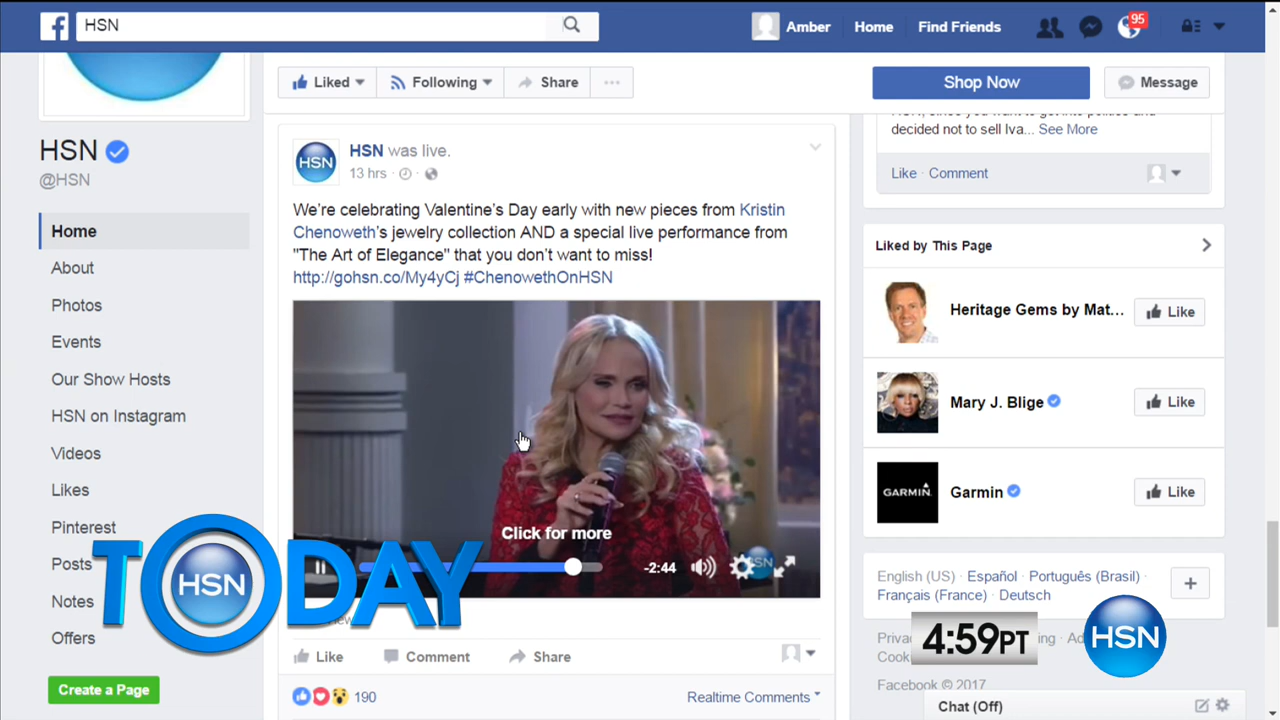 HSN
Amber
Home
Find Friends
95
Liked
Following
Share
Shop Now
Message
HSN
@HSN
Home
About
Photos
Events
Our Show Hosts
HSN on Instagram
Videos
Likes
Pinterest
Posts
Notes
Offers
Create a Page
HSN
HSN was live.
13 hrs ·
We're celebrating Valentine's Day early with new pieces from Kristin
Chenoweth's jewelry collection AND a special live performance from
"The Art of Elegance" that you don't want to miss!
http://gohsn.co/My4yCj #ChenowethOnHSN
Click for more
-2:44
HSN
Like
Comment
Share
190
Realtime Comments
decided not to sell Iva... See More
Like · Comment
Liked by This Page
Heritage Gems by Mat...
Like
Mary J. Blige
Like
GARMIN
Garmin
Like
English (US) · Español · Português (Brasil) ·
Français (France) · Deutsch
Facebook © 2017
Chat (Off)
TODAY
HSN
4:59PT
HSN